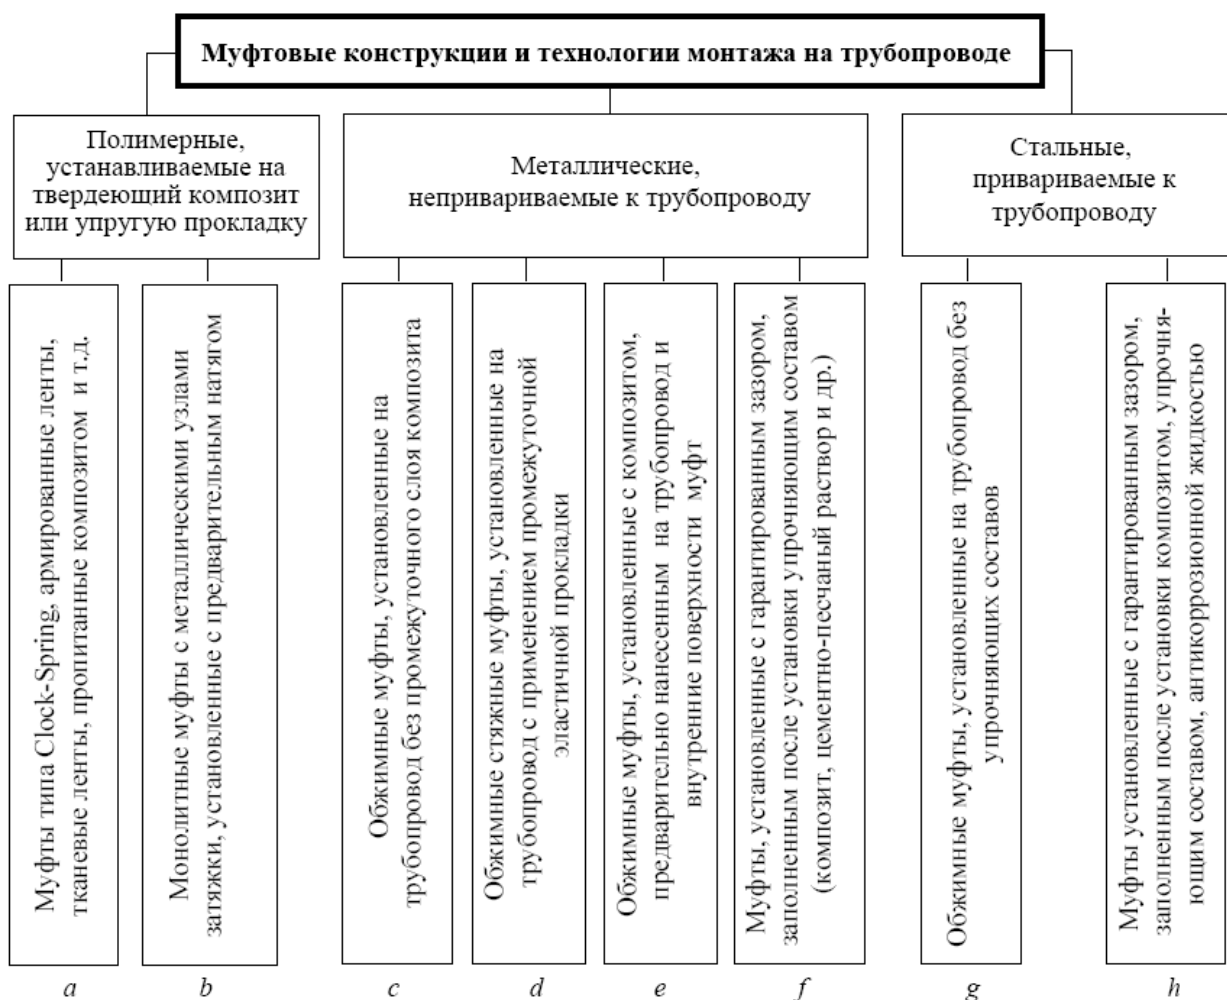 Муфтовые конструкции и технологии монтажа на трубопроводе
Полимерные,
устанавливаемые на
твердеющий композит
или упругую прокладку
Металлические,
непривариваемые к трубопроводу
Стальные,
привариваемые к
трубопроводу
Муфты типа Clock-Spring, армированные ленты,
тканевые ленты, пропитанные композитом и т.д.
Монолитные муфты с металлическими узлами
затяжки, установленные с предварительным натягом
Обжимные муфты, установленные на
трубопровод без промежуточного слоя композита
Обжимные стяжные муфты, установленные на
трубопровод с применением промежуточной
эластичной прокладки
Обжимные муфты, установленные с композитом,
предварительно нанесенным на трубопровод и
внутренние поверхности муфт
Муфты, установленные с гарантированным зазором,
заполненным после установки упрочняющим составом
(композит, цементно-песчаный раствор и др.)
Обжимные муфты, установленные на трубопровод без
упрочняющих составов
Муфты установленные с гарантированным зазором,
заполненным после установки композитом, упрочня-
ющим составом, антикоррозионной жидкостью
a
b
c
d
e
f
g
h